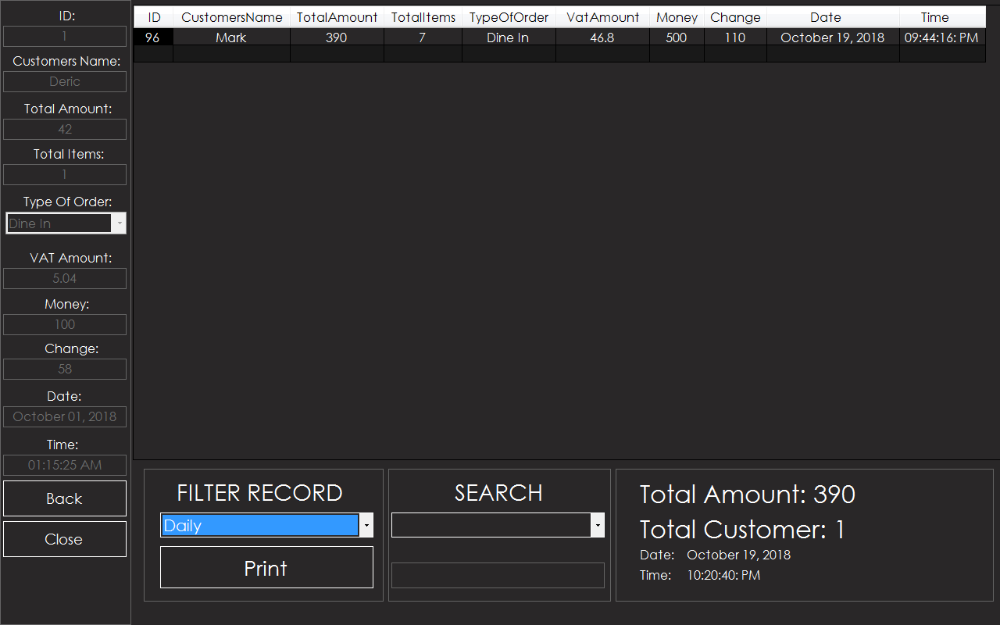 ID:
1
Customers Name:
Deric
Total Amount:
42
Total Items:
1
Type Of Order:
Dine In
VAT Amount:
5.04
Money:
100
Change:
58
Date:
October 01, 2018
Time:
01:15:25 AM
Back
Close
ID CustomersName TotalAmount TotalItems TypeOfOrder VatAmount Money Change Date Time
96 Mark 390 7 Dine In 46.8 500 110 October 19, 2018 09:44:16: PM
FILTER RECORD
Daily
Print
SEARCH
Total Amount: 390
Total Customer: 1
Date: October 19, 2018
Time: 10:20:40: PM